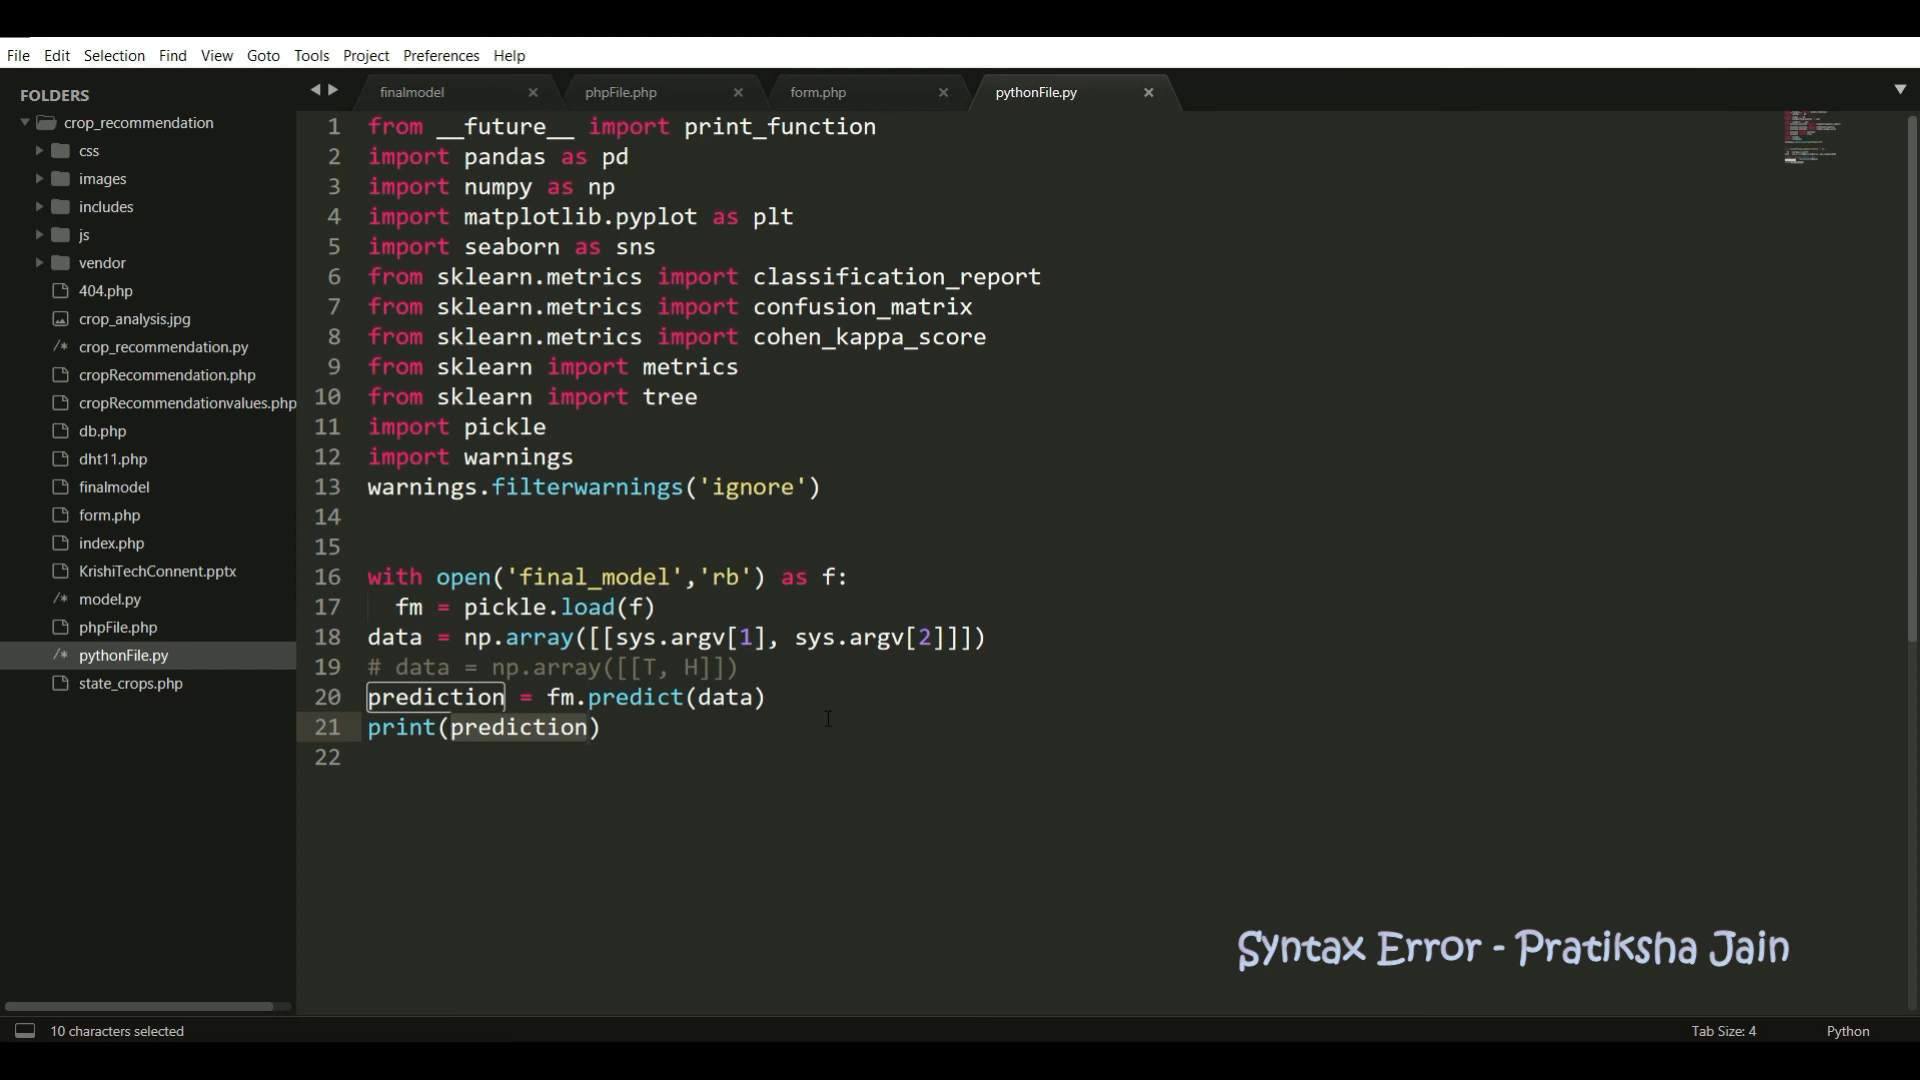 File Edit Selection Find View Goto Tools Project Preferences Help
FOLDERS
crop_recommendation
css
images
includes
js
vendor
404.php
crop_analysis.jpg
/* crop_recommendation.py
cropRecommendation.php
cropRecommendationvalues.php
db.php
dht11.php
finalmodel
form.php
index.php
KrishiTechConnent.pptx
/* model.py
phpFile.php
/* pythonFile.py
state_crops.php
finalmodel × phpFile.php × form.php × pythonFile.py ×
1 from __future__ import print_function
2 import pandas as pd
3 import numpy as np
4 import matplotlib.pyplot as plt
5 import seaborn as sns
6 from sklearn.metrics import classification_report
7 from sklearn.metrics import confusion_matrix
8 from sklearn.metrics import cohen_kappa_score
9 from sklearn import metrics
10 from sklearn import tree
11 import pickle
12 import warnings
13 warnings.filterwarnings('ignore')
14
15
16 with open('final_model','rb') as f:
17 fm = pickle.load(f)
18 data = np.array([[sys.argv[1], sys.argv[2]]])
19 # data = np.array([[T, H]])
20 prediction = fm.predict(data)
21 print(prediction)
22
Syntax Error - Pratiksha Jain
10 characters selected
Tab Size: 4
Python